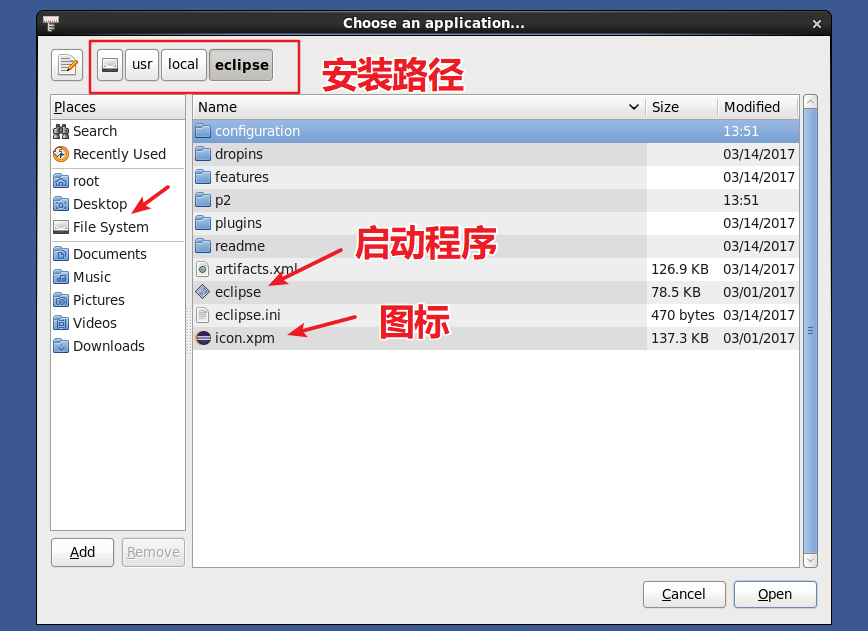 Choose an application...
usr local eclipse
安装路径
Places
Search
Recently Used
root
Desktop
File System
Documents
Music
Pictures
Videos
Downloads
Name Size Modified
configuration 13:51
dropins 03/14/2017
features 03/14/2017
p2 13:51
plugins 03/14/2017
readme 03/14/2017
artifacts.xml 126.9 KB 03/14/2017
eclipse 78.5 KB 03/01/2017
eclipse.ini 470 bytes 03/14/2017
icon.xpm 137.3 KB 03/01/2017
启动程序
图标
Add Remove
Cancel Open